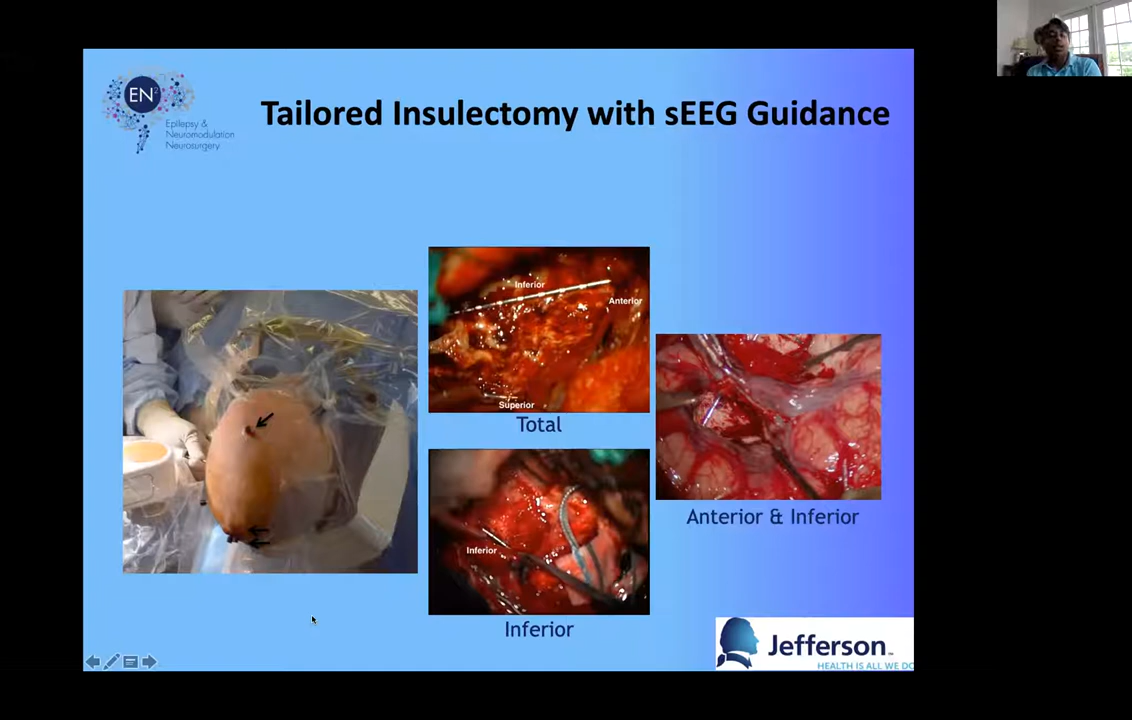 EN2
Epilepsy &
Neuromodulation
Neurosurgery
Tailored Insulectomy with sEEG Guidance
Inferior
Anterior
Superior
Total
Inferior
Inferior
Anterior & Inferior
Jefferson
HEALTH IS ALL WE DO